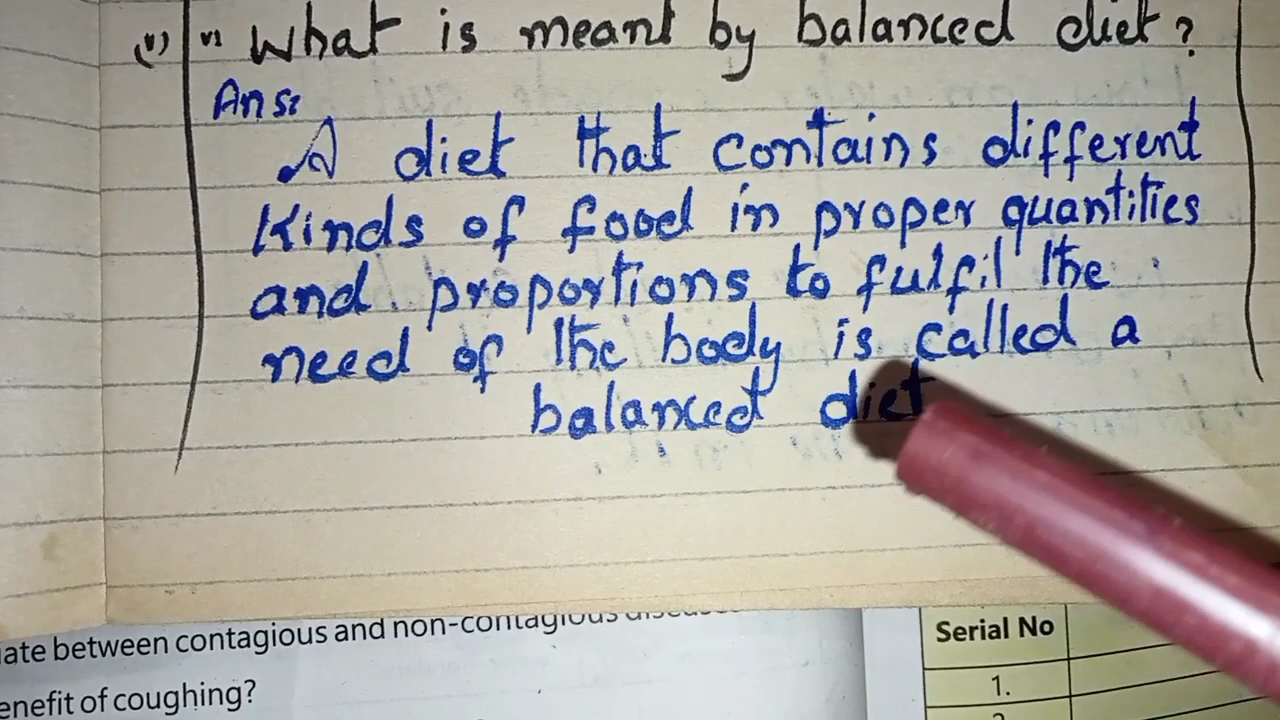 (v) What is meant by balanced diet?
Ans:
A diet that contains different
kinds of food in proper quantities
and proportions to fulfil the
need of the body is called a
balanced diet
ate between contagious and non-contagious
enefit of coughing?
Serial No
1.